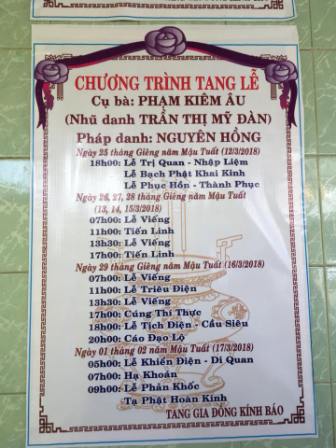 CHƯƠNG TRÌNH TANG LỄ
Cụ bà: PHẠM KIÊM ÂU
(Nhũ danh TRẦN THỊ MỸ ĐÀN)
Pháp danh: NGUYÊN HỒNG
Ngày 25 tháng Giêng năm Mậu Tuất (12/3/2018)
18h00: Lễ Trị Quan - Nhập Liệm
Lễ Bạch Phật Khai Kinh
Lễ Phục Hồn - Thành Phục
Ngày 26, 27, 28 tháng Giêng năm Mậu Tuất
(13, 14, 15/3/2018)
07h00: Lễ Viếng
11h00: Tiến Linh
13h30: Lễ Viếng
17h00: Tiến Linh
Ngày 29 tháng Giêng năm Mậu Tuất (16/3/2018)
07h00: Lễ Viếng
11h00: Lễ Triêu Điện
13h30: Lễ Viếng
17h00: Cúng Thí Thực
18h00: Lễ Tịch Điện - Cầu Siêu
20h00: Cáo Đạo Lộ
Ngày 01 tháng 02 năm Mậu Tuất (17/3/2018)
05h00: Lễ Khiển Điện - Di Quan
07h00: Hạ Khoán
09h00: Lễ Phản Khốc
Tạ Phật Hoàn Kinh
TANG GIA ĐỒNG KÍNH BÁO